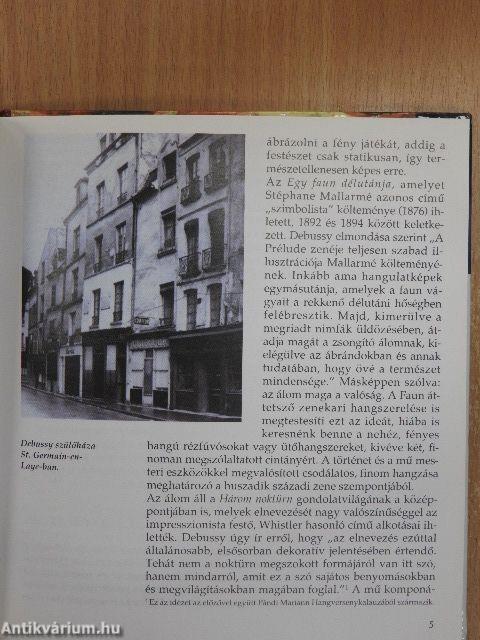 ábrázolni a fény játékát, addig a
festészet csak statikusan, így ter-
mészetellenesen képes erre.
Az Egy faun délutánja, amelyet
Stéphane Mallarmé azonos című
„szimbolista” költeménye (1876) ih-
letett, 1892 és 1894 között keletke-
zett. Debussy elmondása szerint „A
Prélude zenéje teljesen szabad il-
lusztrációja Mallarmé költeményé-
nek. Inkább ama hangulatképek
egymásutánja, amelyek a faun vá-
gyait a rekkenő délutáni hőségben
felébresztik. Majd, kimerülve a
megriadt nimfák üldözésében, át-
adja magát a zsongító álomnak, ki-
elégülve az ábrándokban és annak
tudatában, hogy övé a természet
mindensége.” Másképpen szólva:
az álom maga a valóság. A Faun át-
tetsző zenekari hangszerelése is
megtestesíti ezt az ideát, hiába is
keresnénk benne a nehéz, fényes
hangú rézfúvósokat vagy ütőhangszereket, kivéve két, fi-
noman megszólaltatott cintányért. A történet és a mű mes-
teri eszközökkel megvalósított csodálatos, finom hangzása
meghatározó a huszadik századi zene szempontjából.
Az álom áll a Három noktürn gondolatvilágának a közép-
pontjában is, melyek elnevezését nagy valószínűséggel az
impresszionista festő, Whistler hasonló című alkotásai ih-
lették. Debussy úgy ír erről, hogy „az elnevezés ezúttal
általánosabb, elsősorban dekoratív jelentésében értendő.
Tehát nem a noktürn megszokott formájáról van itt szó,
hanem mindarról, amit ez a szó sajátos benyomásokban
és megvilágításokban magában foglal.”¹ A mű komponá-
¹ Ez az idézet az előzővel együtt Pándi Mariann Hangversenykalauzából származik.
5
Debussy szülőháza
St. Germain-en-
Laye-ban.
Antikvárium.hu